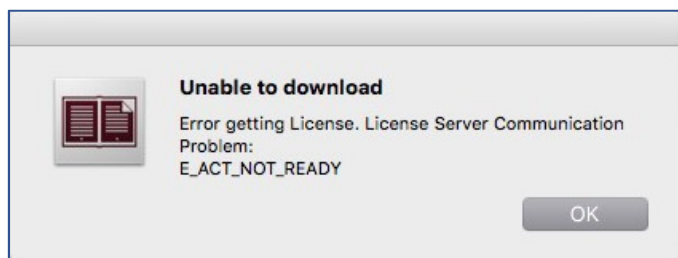 Unable to download
Error getting License. License Server Communication
Problem:
E_ACT_NOT_READY
OK